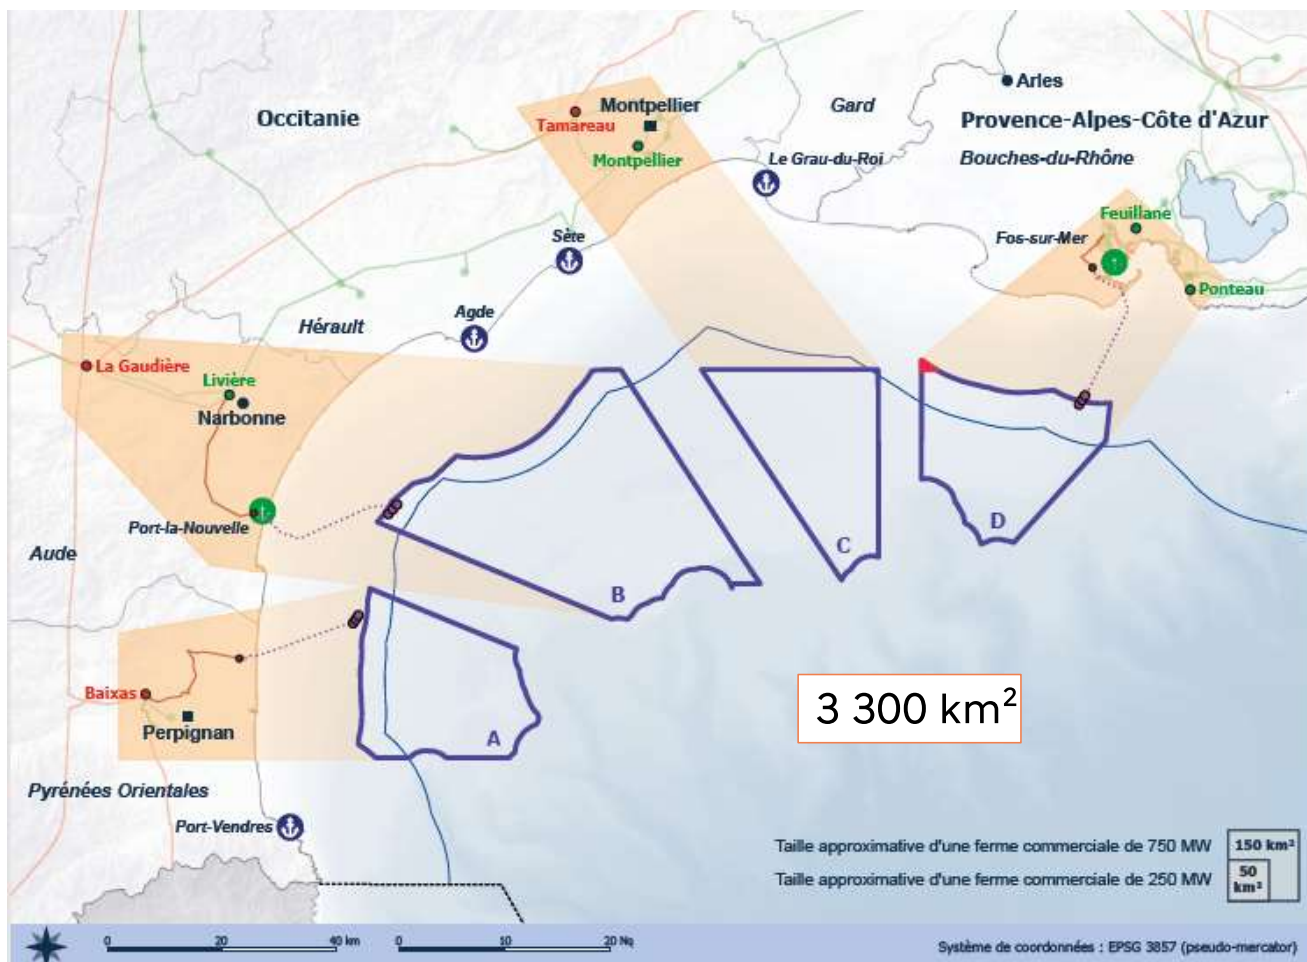 Arles
Montpellier
Gard
Occitanie
Tamareau
Provence-Alpes-Côte d'Azur
Montpellier
Le Grau-du-Roi
Bouches-du-Rhône
Feuillane
Sète
Fos-sur-Mer
Ponteau
Agde
Hérault
La Gaudière
Livière
Narbonne
Port-la-Nouvelle
D
C
Aude
B
Baixas
3 300 km²
Perpignan
A
Pyrénées Orientales
Port-Vendres
Taille approximative d'une ferme commerciale de 750 MW
150 km²
Taille approximative d'une ferme commerciale de 250 MW
50
km²
0 20 40 km
0 10 20 Nq
Système de coordonnées : EPSG 3857 (pseudo-mercator)